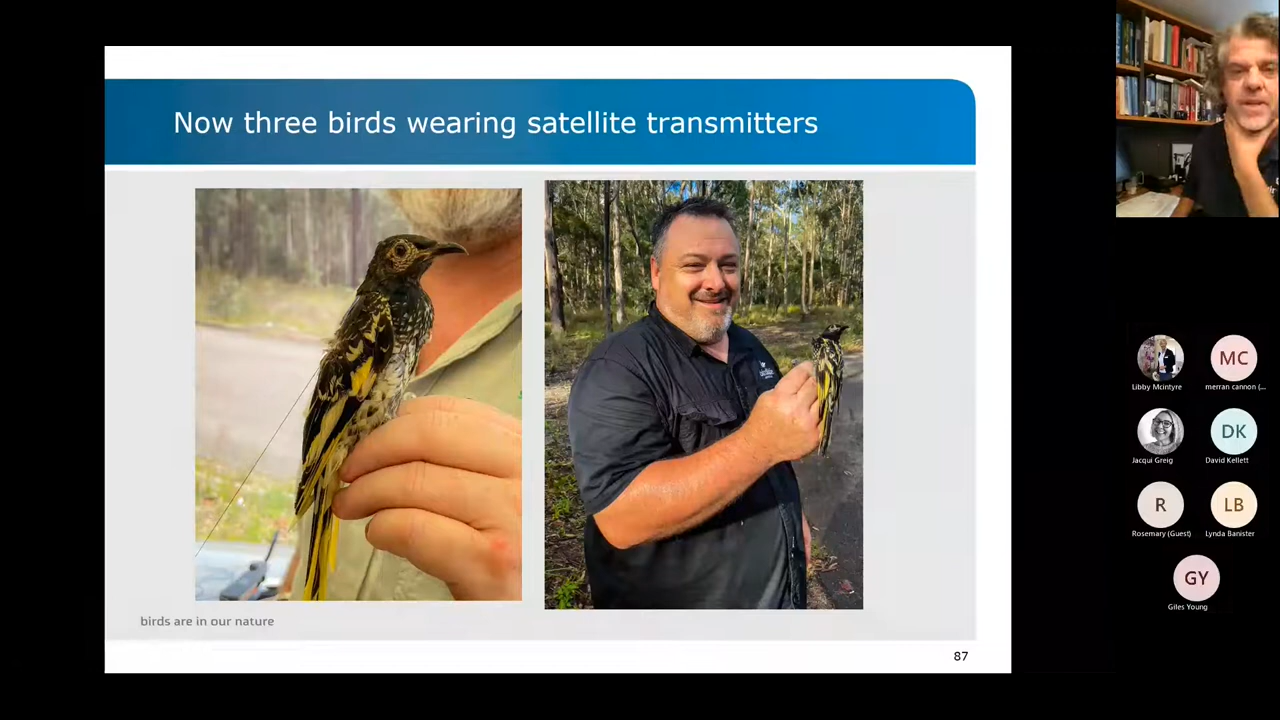 Now three birds wearing satellite transmitters
birds are in our nature
87
Libby Mcintyre
MC
merran cannon (...
Jacqui Greig
DK
David Kellett
R
Rosemary (Guest)
LB
Lynda Banister
GY
Giles Young